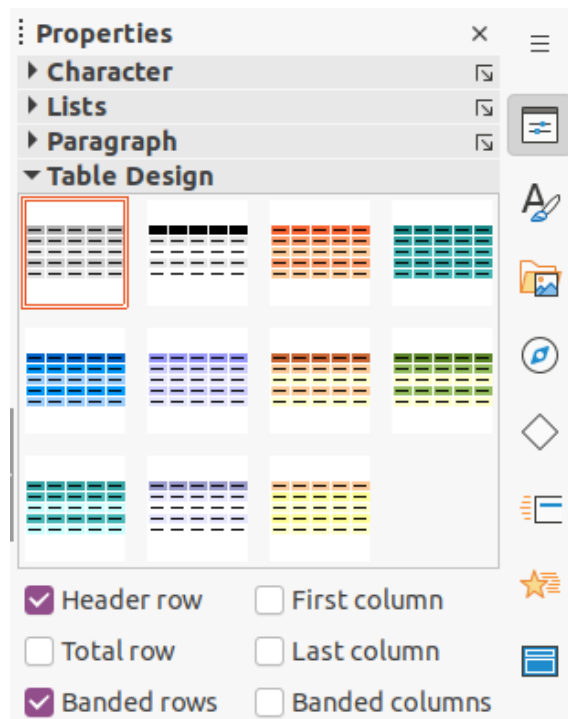 Properties
Character
Lists
Paragraph
Table Design
Header row First column
Total row Last column
Banded rows Banded columns